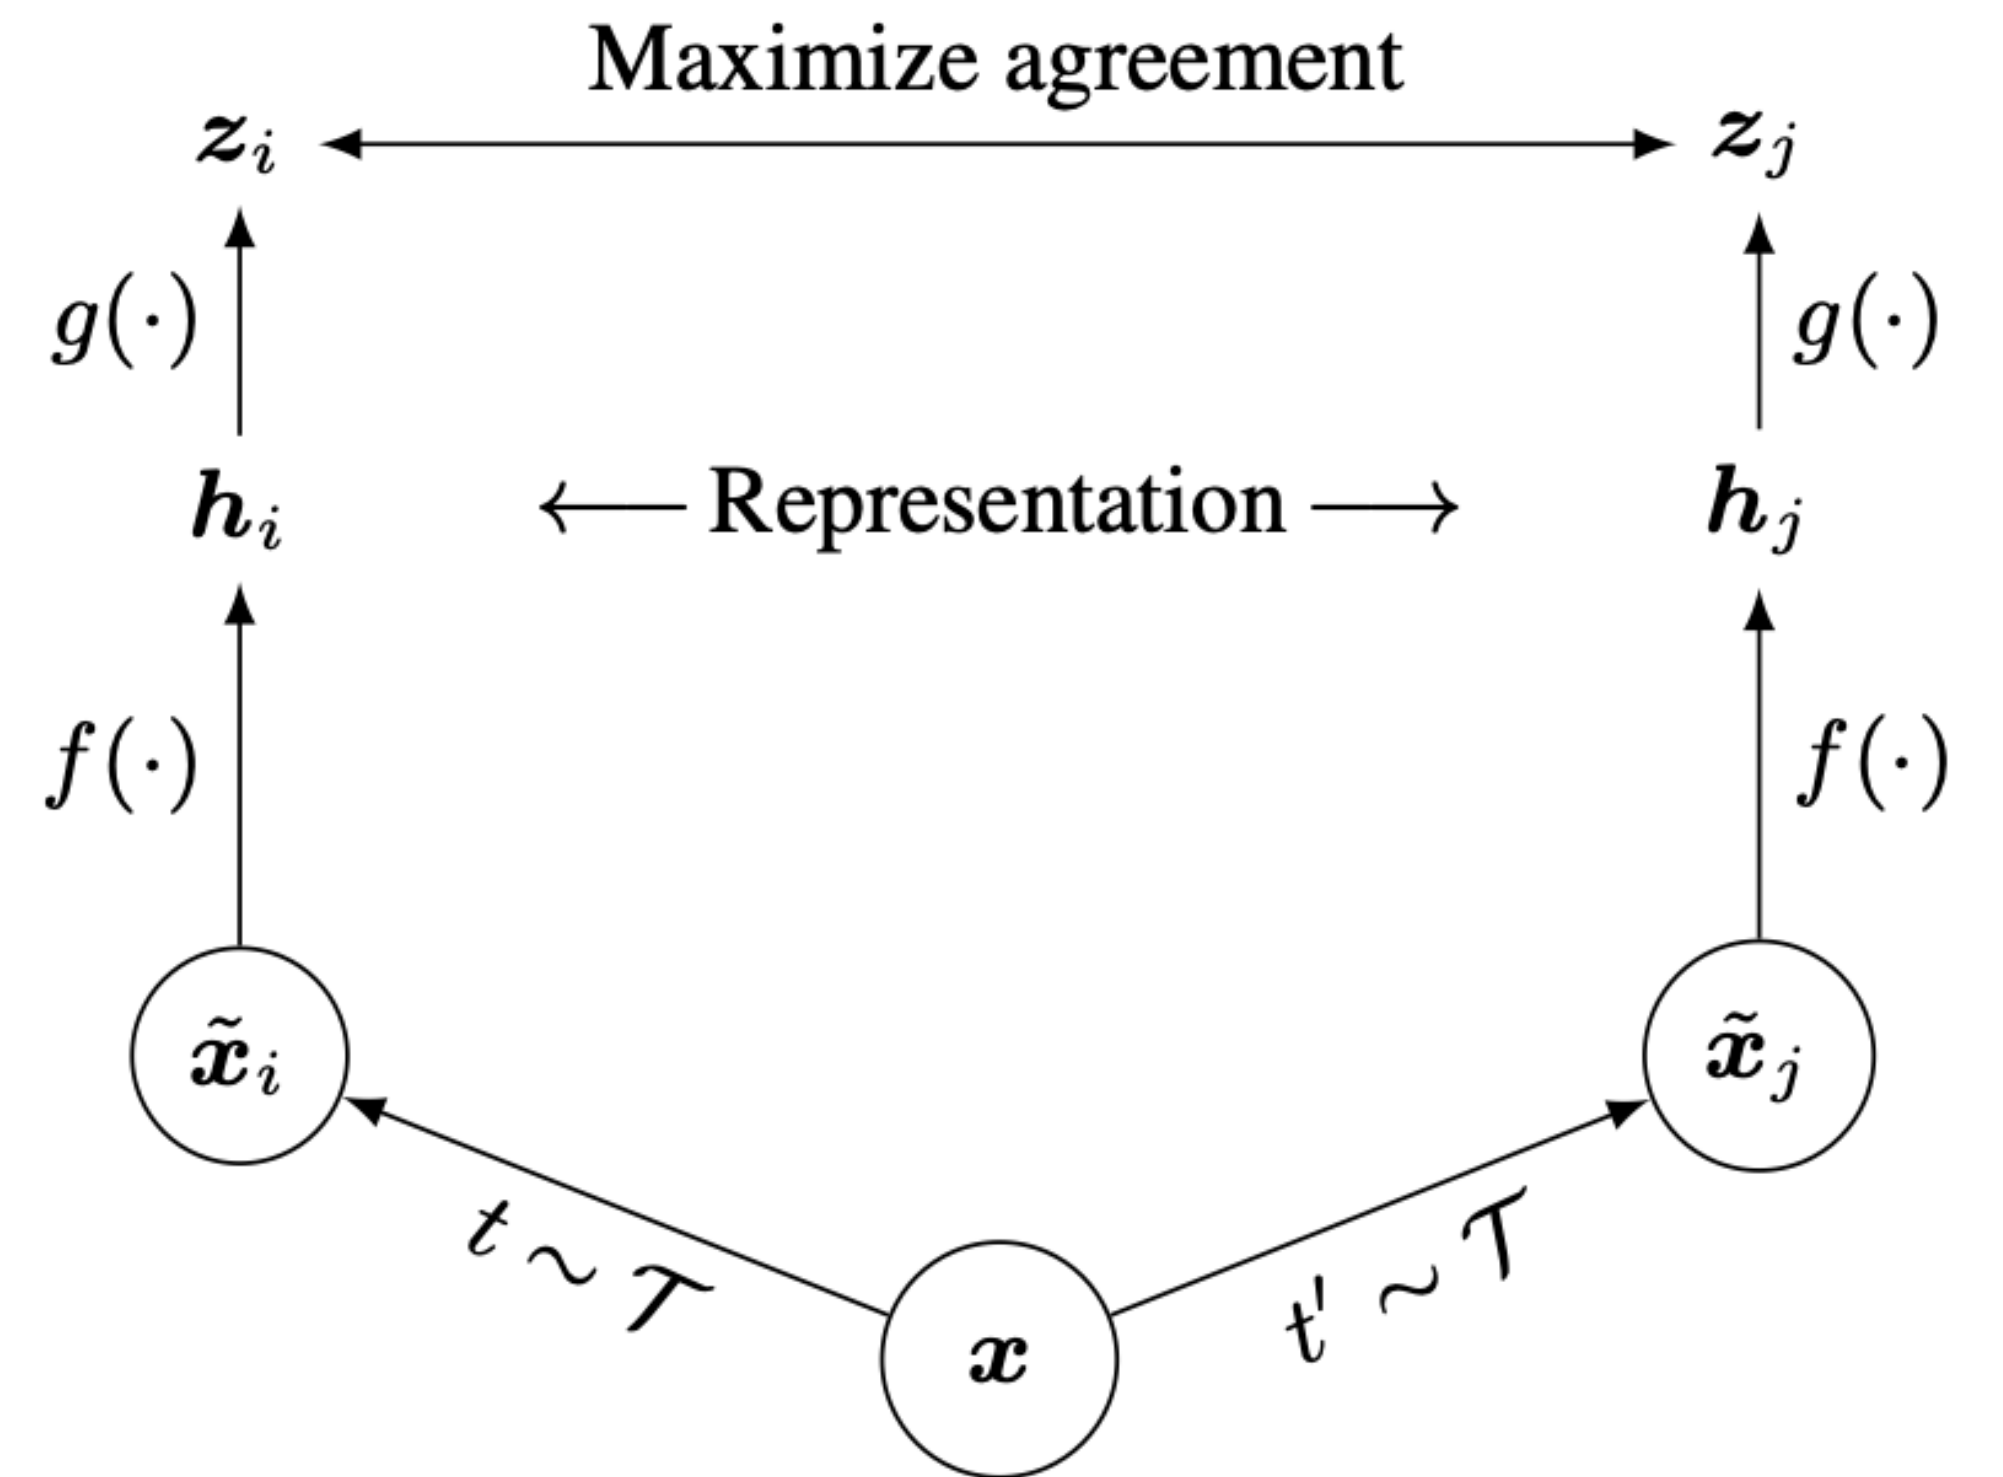 Maximize agreement
z_i z_j
g(·) g(·)
h_i ← Representation → h_j
f(·) f(·)
x̃_i x̃_j
t ~ 𝒯 t' ~ 𝒯
x